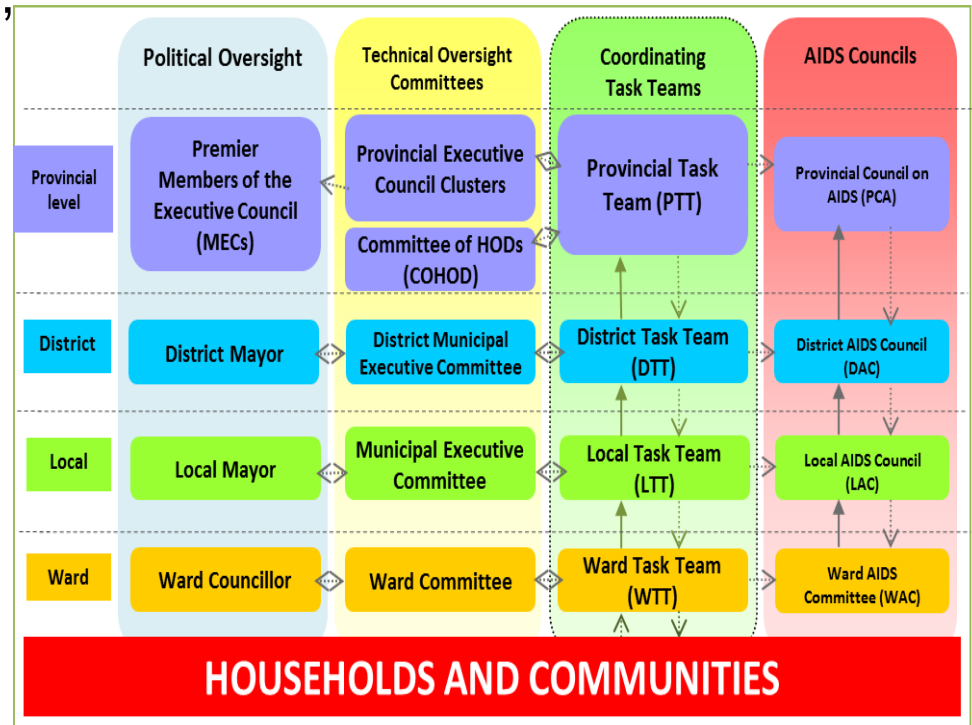 ,
Political Oversight
Technical Oversight
Committees
Coordinating
Task Teams
AIDS Councils
Provincial
level
Premier
Members of the
Executive Council
(MECs)
Provincial Executive
Council Clusters
Committee of HODs
(COHOD)
Provincial Task
Team (PTT)
Provincial Council on
AIDS (PCA)
District
District Mayor
District Municipal
Executive Committee
District Task Team
(DTT)
District AIDS Council
(DAC)
Local
Local Mayor
Municipal Executive
Committee
Local Task Team
(LTT)
Local AIDS Council
(LAC)
Ward
Ward Councillor
Ward Committee
Ward Task Team
(WTT)
Ward AIDS
Committee (WAC)
HOUSEHOLDS AND COMMUNITIES